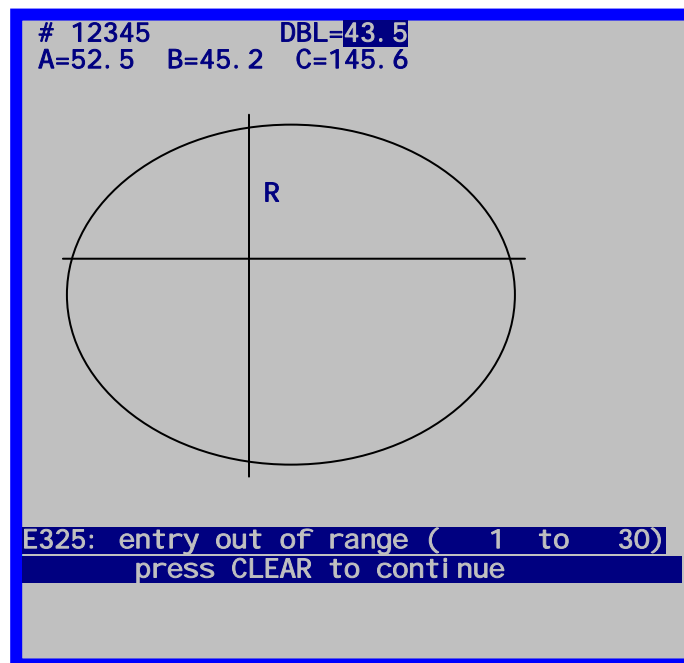 # 12345 DBL=43.5
A=52.5 B=45.2 C=145.6
R
E325: entry out of range ( 1 to 30)
press CLEAR to continue